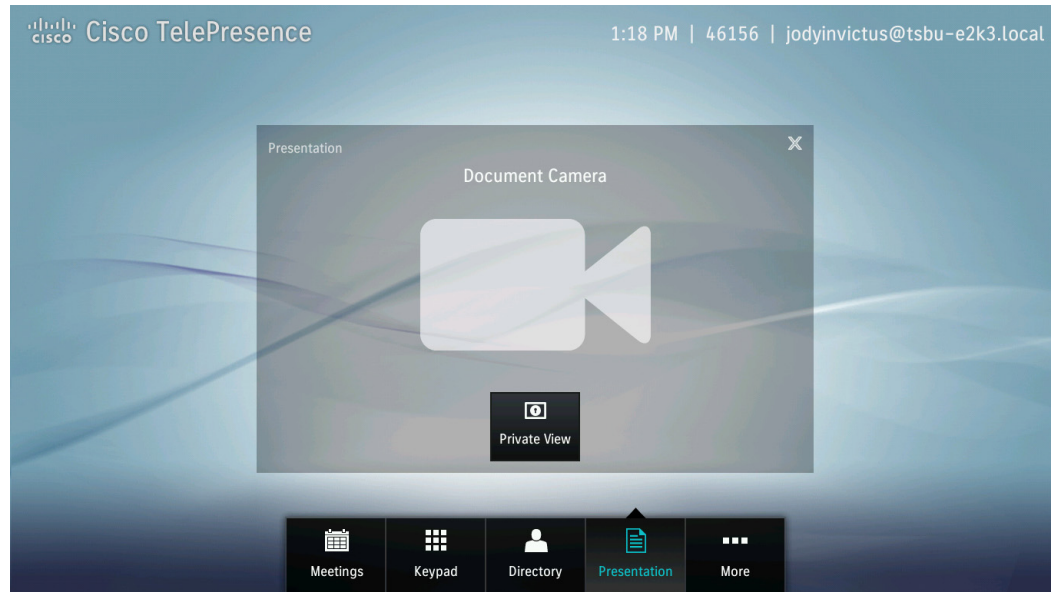 cisco Cisco TelePresence
1:18 PM | 46156 | jodyinvictus@tsbu-e2k3.local
Presentation
X
Document Camera
Private View
Meetings Keypad Directory Presentation More